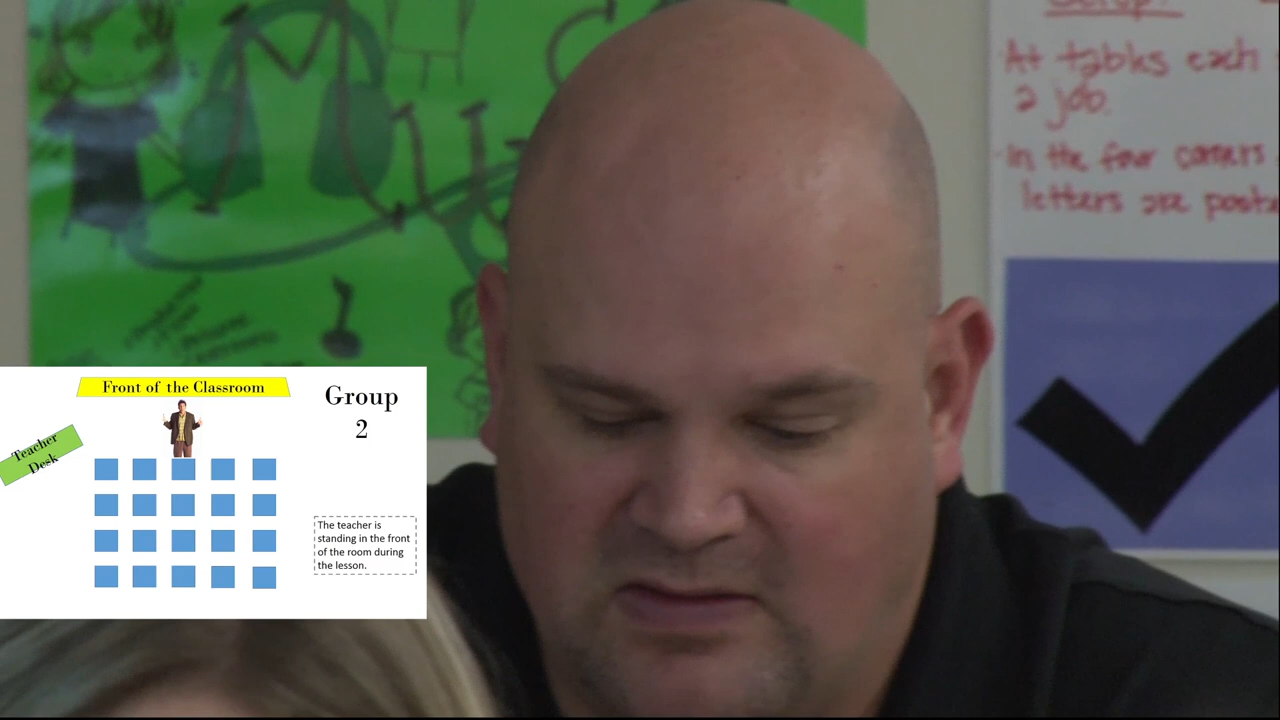 At tables each
2 job.
In the four corners
letters are
Front of the Classroom
Group
2
Teacher
Desk
The teacher is
standing in the front
of the room during
the lesson.